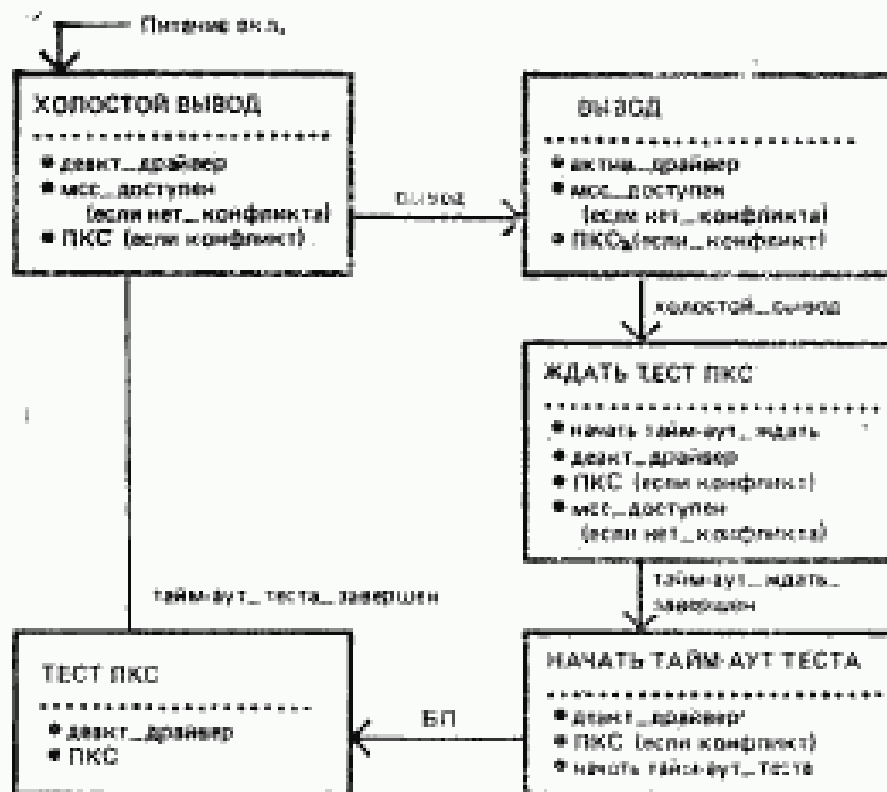 Питание вкл.
ХОЛОСТОЙ ВЫВОД
• деакт_драйвер
• мсс_доступен
(если нет_конфликта)
• ПКС (если конфликт)
вывод
ВЫВОД
• актив_драйвер
• мсс_доступен
(если нет_конфликта)
• ПКС (если_конфликт)
холостой_вывод
ЖДАТЬ ТЕСТ ПКС
• начать тайм-аут_ждать
• деакт_драйвер
• ПКС (если конфликт)
• мсс_доступен
(если нет_конфликта)
тайм-аут_ждать_
завершен
НАЧАТЬ ТАЙМ-АУТ ТЕСТА
• деакт_драйвер
• ПКС (если конфликт)
• начать тайм-аут_теста
БП
ТЕСТ ПКС
• деакт_драйвер
• ПКС
тайм-аут_теста_завершен